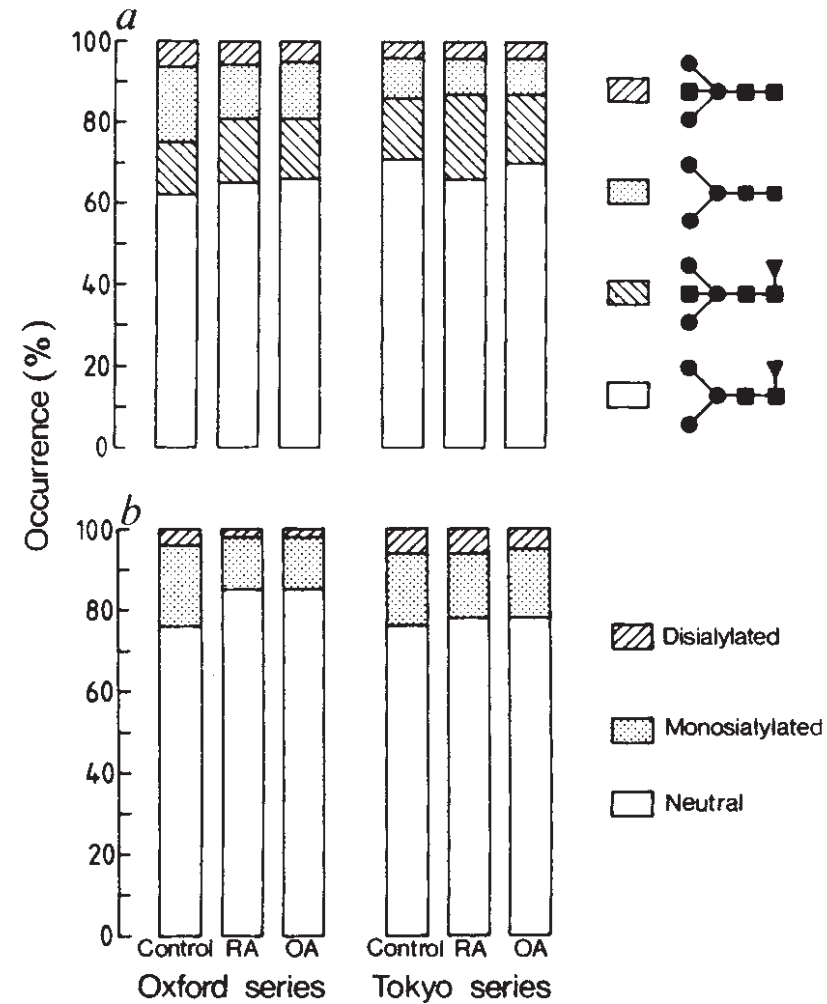 a
100
80
60
40
20
0
Occurrence (%)
b
100
80
60
40
20
0
Disialylated
Monosialylated
Neutral
Control RA OA Control RA OA
Oxford series Tokyo series